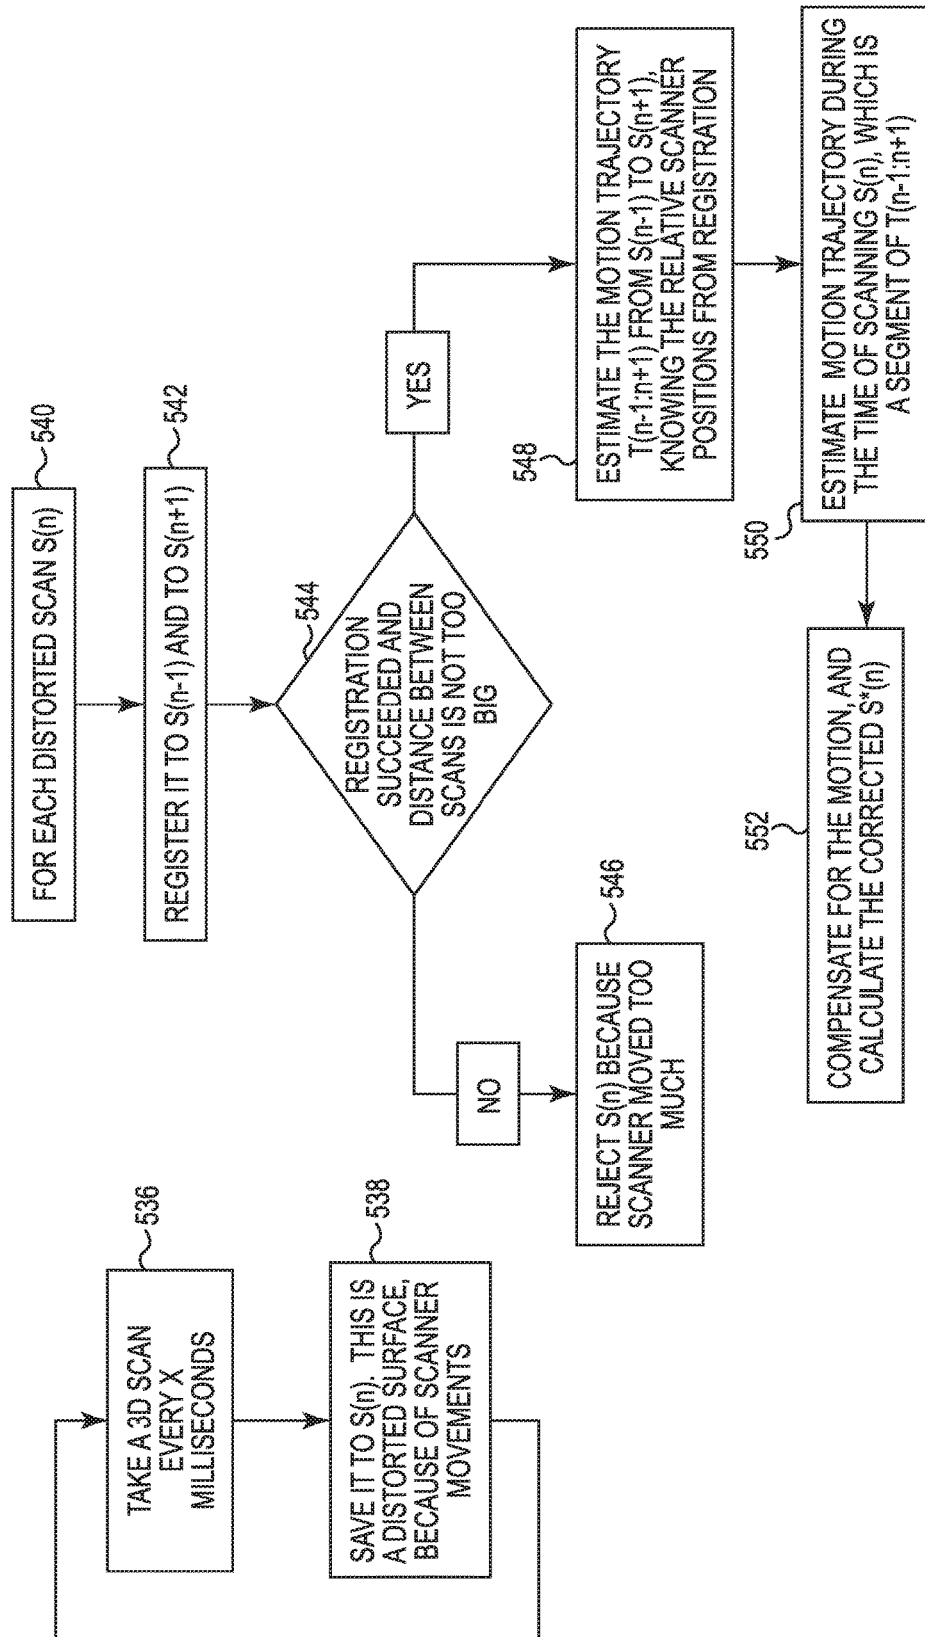 536
TAKE A 3D SCAN
EVERY X
MILLISECONDS
538
SAVE IT TO S(n). THIS IS
A DISTORTED SURFACE,
BECAUSE OF SCANNER
MOVEMENTS
540
FOR EACH DISTORTED SCAN S(n)
542
REGISTER IT TO S(n-1) AND TO S(n+1)
544
REGISTRATION
SUCCEEDED AND
DISTANCE BETWEEN
SCANS IS NOT TOO
BIG
NO
YES
546
REJECT S(n) BECAUSE
SCANNER MOVED TOO
MUCH
548
ESTIMATE THE MOTION TRAJECTORY
T(n-1:n+1) FROM S(n-1) TO S(n+1),
KNOWING THE RELATIVE SCANNER
POSITIONS FROM REGISTRATION
550
ESTIMATE MOTION TRAJECTORY DURING
THE TIME OF SCANNING S(n), WHICH IS
A SEGMENT OF T(n-1:n+1)
552
COMPENSATE FOR THE MOTION, AND
CALCULATE THE CORRECTED S*(n)